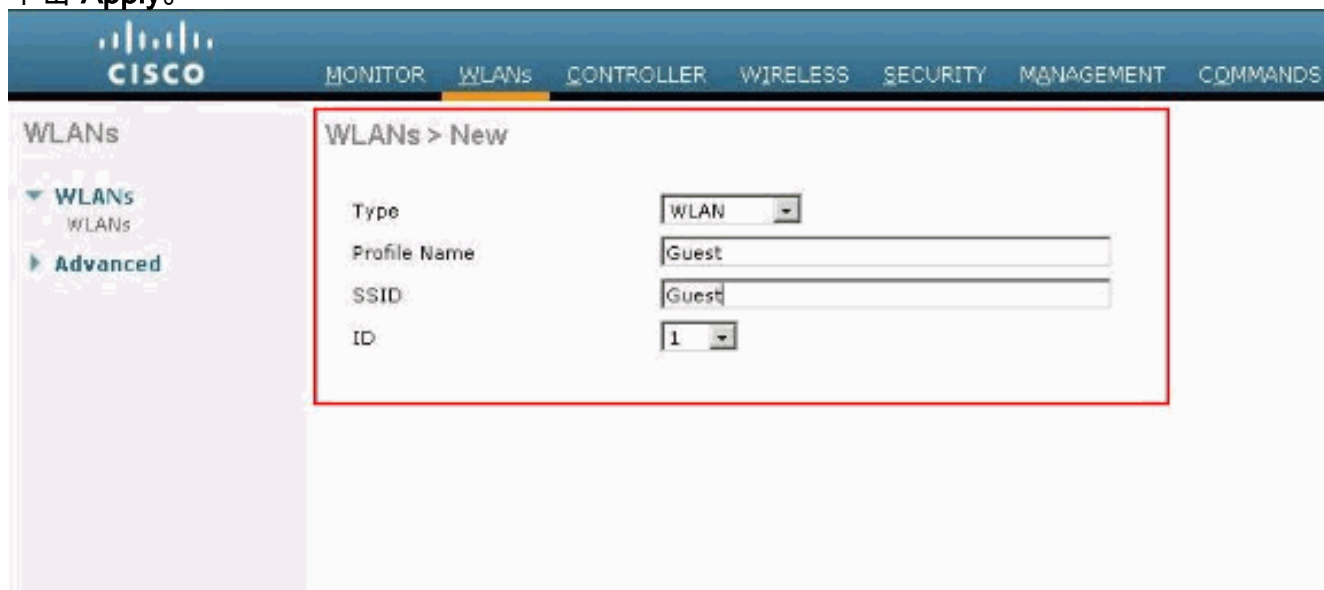 Apply。
CISCO
MONITOR WLANs CONTROLLER WIRELESS SECURITY MANAGEMENT COMMANDS
WLANs
WLANs
WLANs
Advanced
WLANs > New
Type WLAN
Profile Name Guest
SSID Guest
ID 1